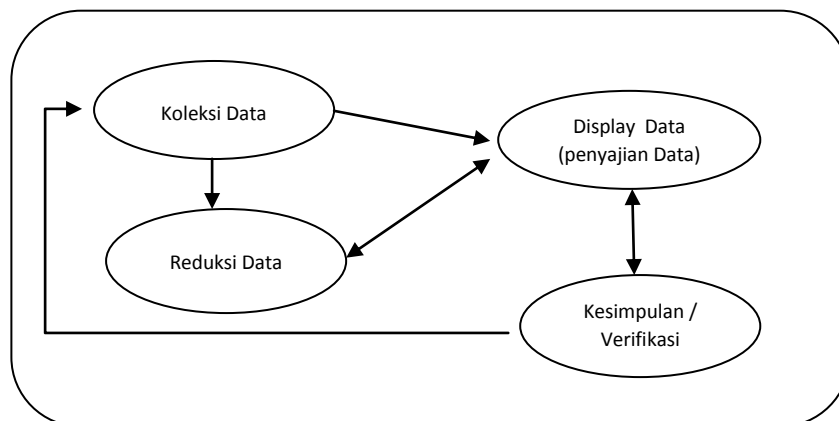 Koleksi Data
Display Data
(penyajian Data)
Reduksi Data
Kesimpulan /
Verifikasi